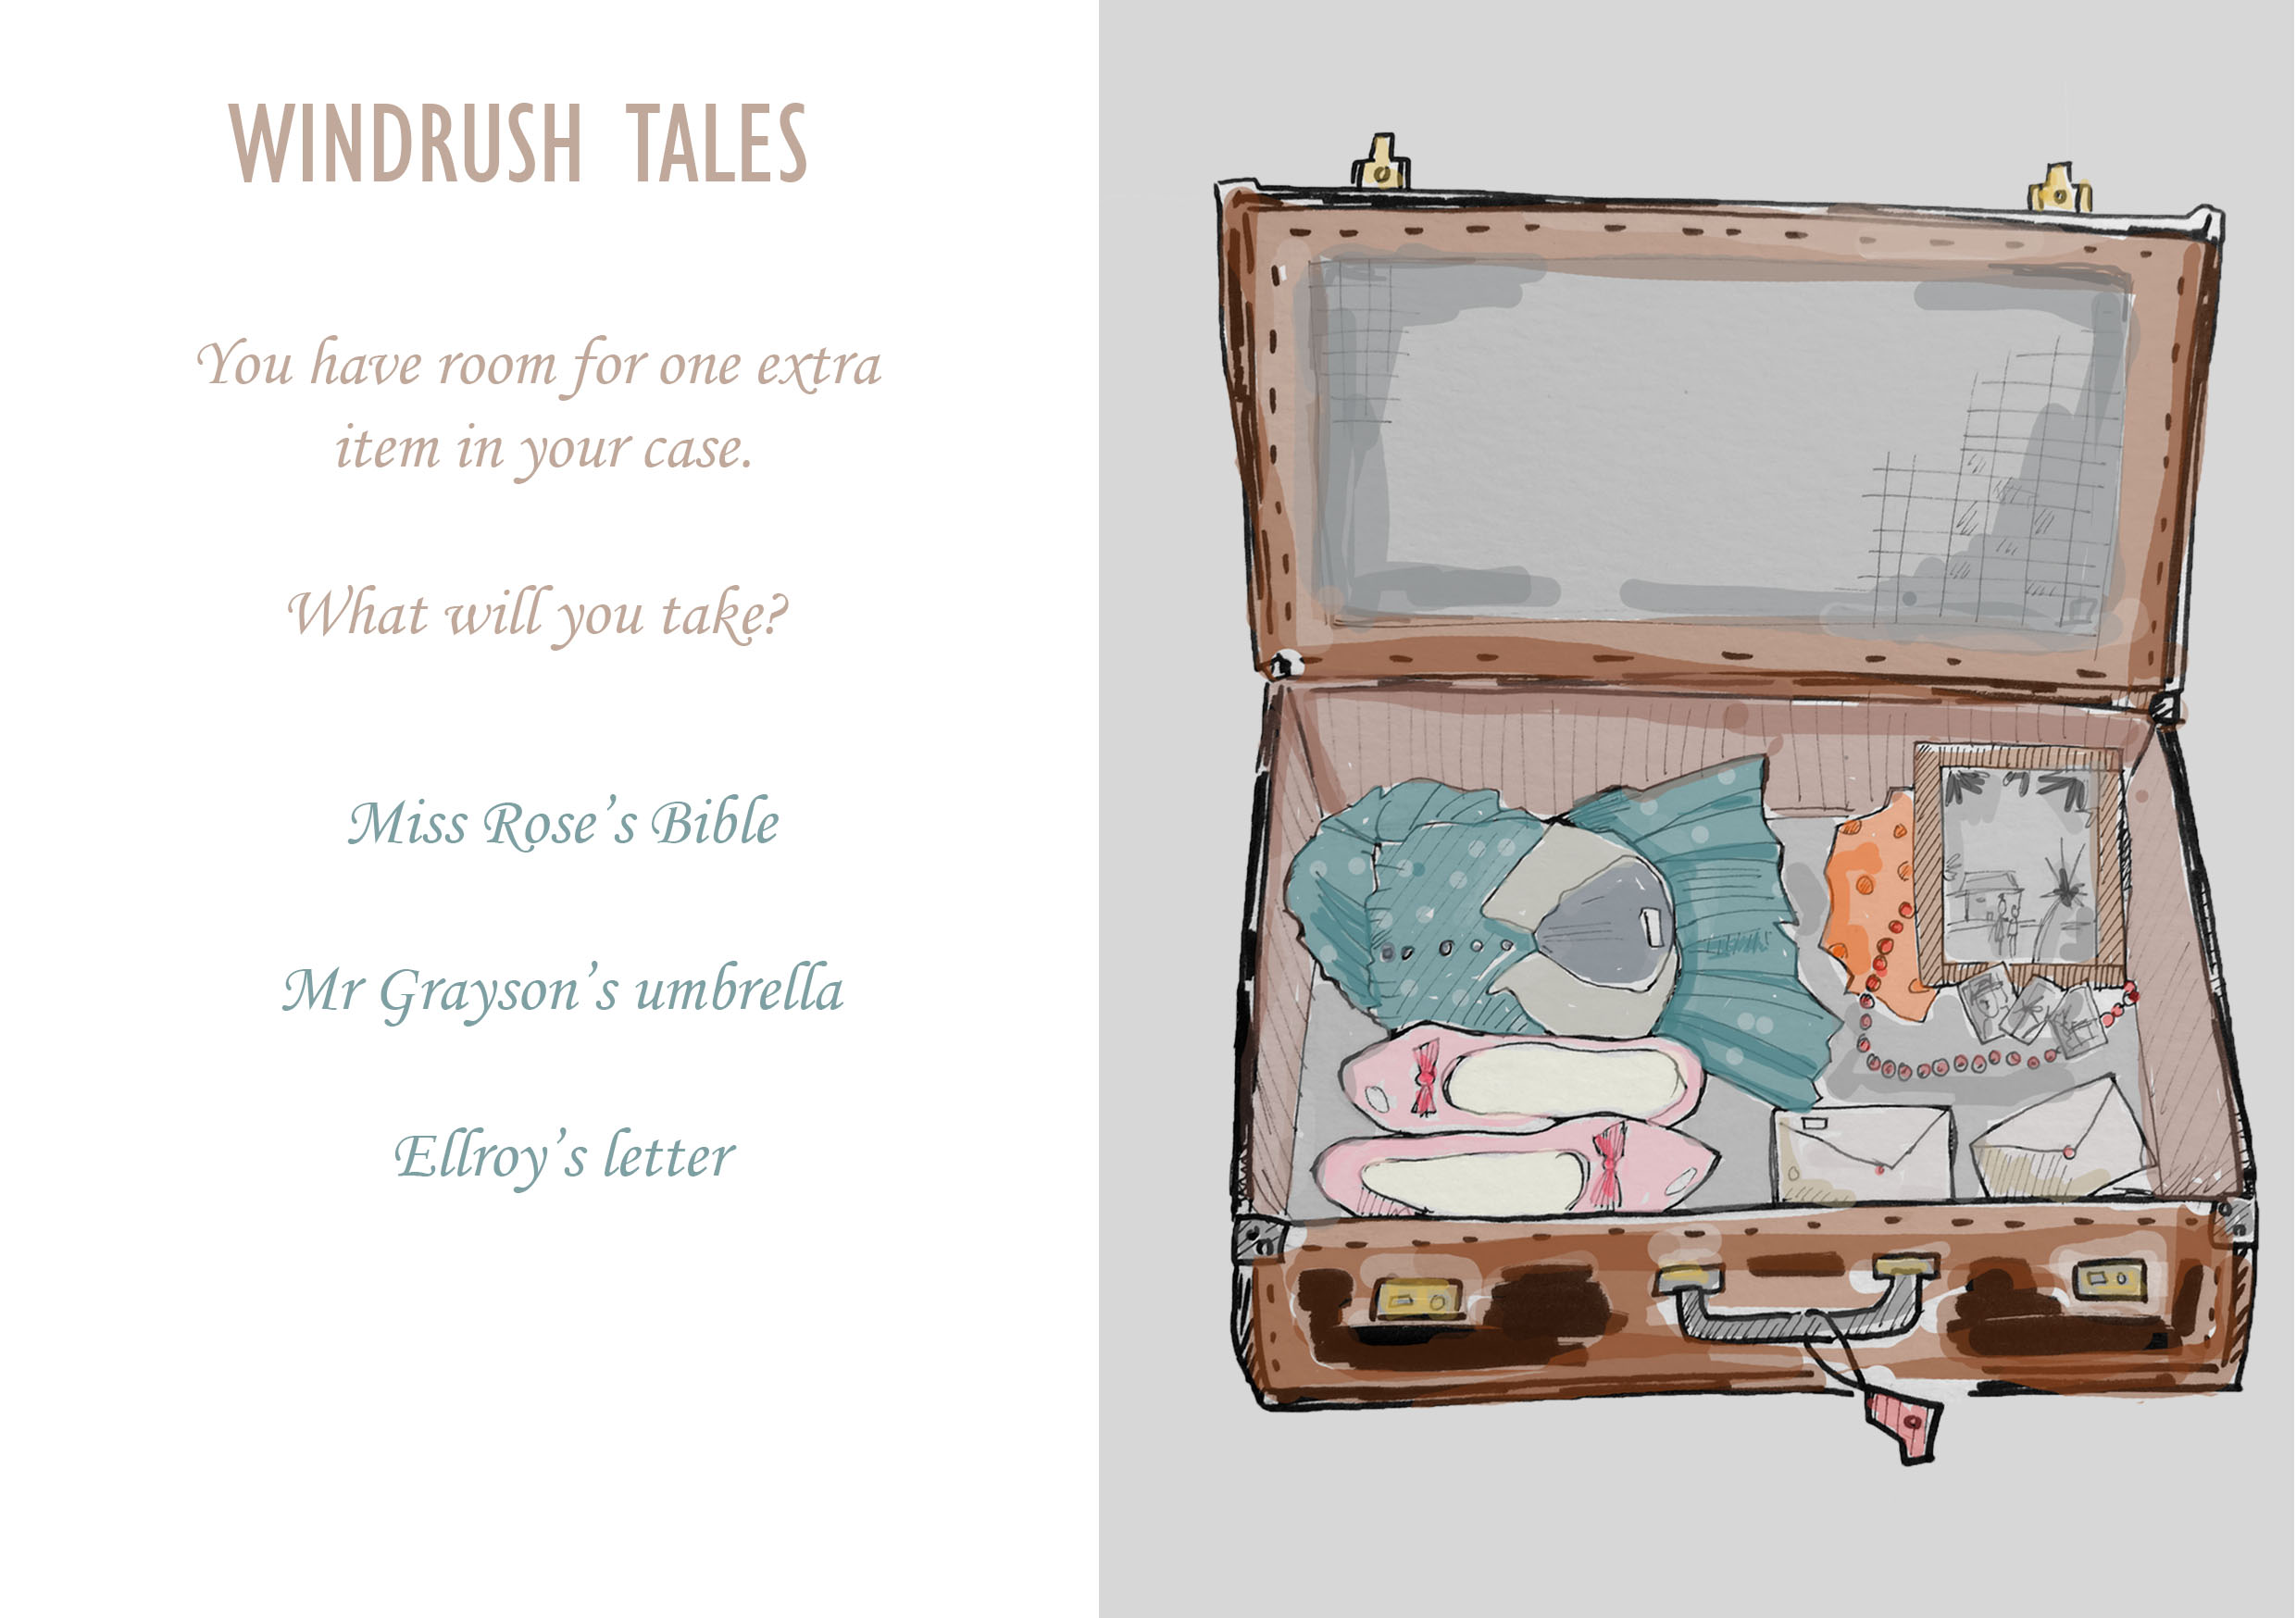 WINDRUSH TALES
You have room for one extra
item in your case.
What will you take?
Miss Rose’s Bible
Mr Grayson’s umbrella
Ellroy’s letter